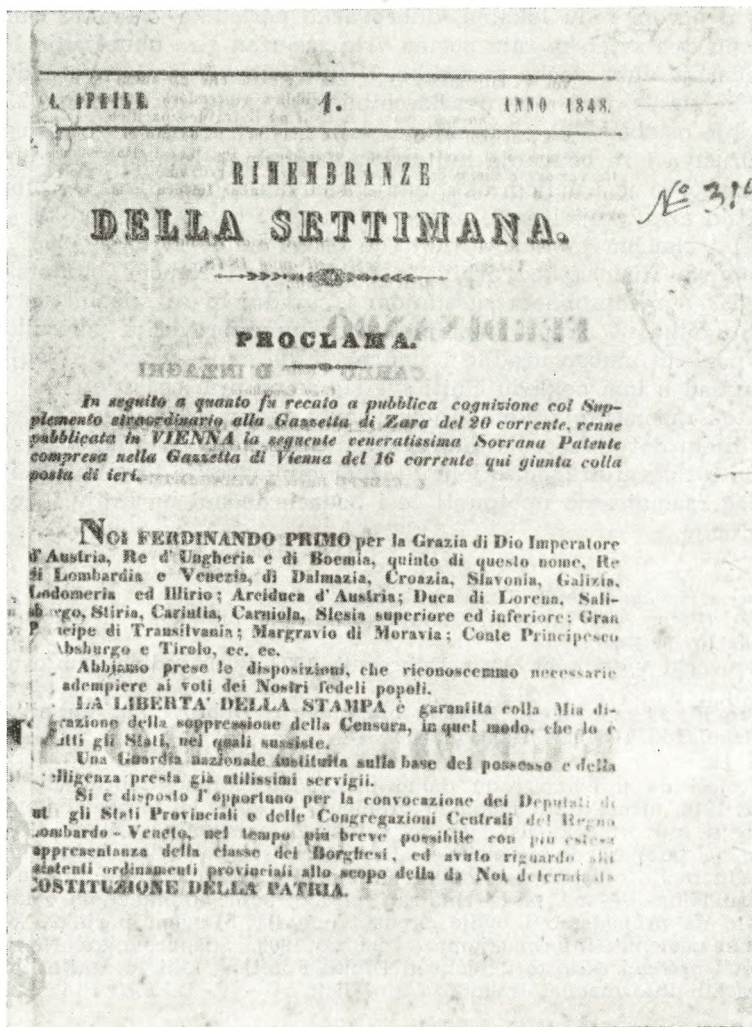 1. APRILE. 1. ANNO 1848.
RIMEMBRANZE
DELLA SETTIMANA.
No 314
PROCLAMA.
In seguito a quanto fu recato a pubblica cognizione col Sup-
plemento straordinario alla Gazzetta di Zara del 20 corrente, venne
pubblicata in VIENNA la seguente veneratissima Sovrana Patente
compresa nella Gazzetta di Vienna del 16 corrente qui giunta colla
posta di ieri.
NOI FERDINANDO PRIMO per la Grazia di Dio Imperatore
d'Austria, Re d'Ungheria e di Boemia, quinto di questo nome, Re
di Lombardia e Venezia, di Dalmazia, Croazia, Slavonia, Galizia,
Lodomeria ed Illirio; Arciduca d'Austria; Duca di Lorena, Sali-
sburgo, Stiria, Carintia, Carniola, Slesia superiore ed inferiore; Gran
P  ncipe di Transilvania; Margravio di Moravia; Conte Principesco
Absburgo e Tirolo, ec. ec.
Abbiamo prese le disposizioni, che riconoscemmo necessarie
adempiere ai voti dei Nostri fedeli popoli.
LA LIBERTA' DELLA STAMPA è garantita colla Mia di-
razione della soppressione della Censura, in quel modo, che lo è
utti gli Stati, nei quali sussiste.
Una Guardia nazionale instituita sulla base del possesso e della
elligenza presta già utilissimi servigii.
Si è disposto l'opportuno per la convocazione dei Deputati di
ut  gli Stati Provinciali e delle Congregazioni Centrali del Regno
Lombardo-Veneto, nel tempo più breve possibile con più estesa
appresentanza della classe dei Borghesi, ed avuto riguardo alli
sistenti ordinamenti provinciali allo scopo della da Noi determinata
COSTITUZIONE DELLA PATRIA.